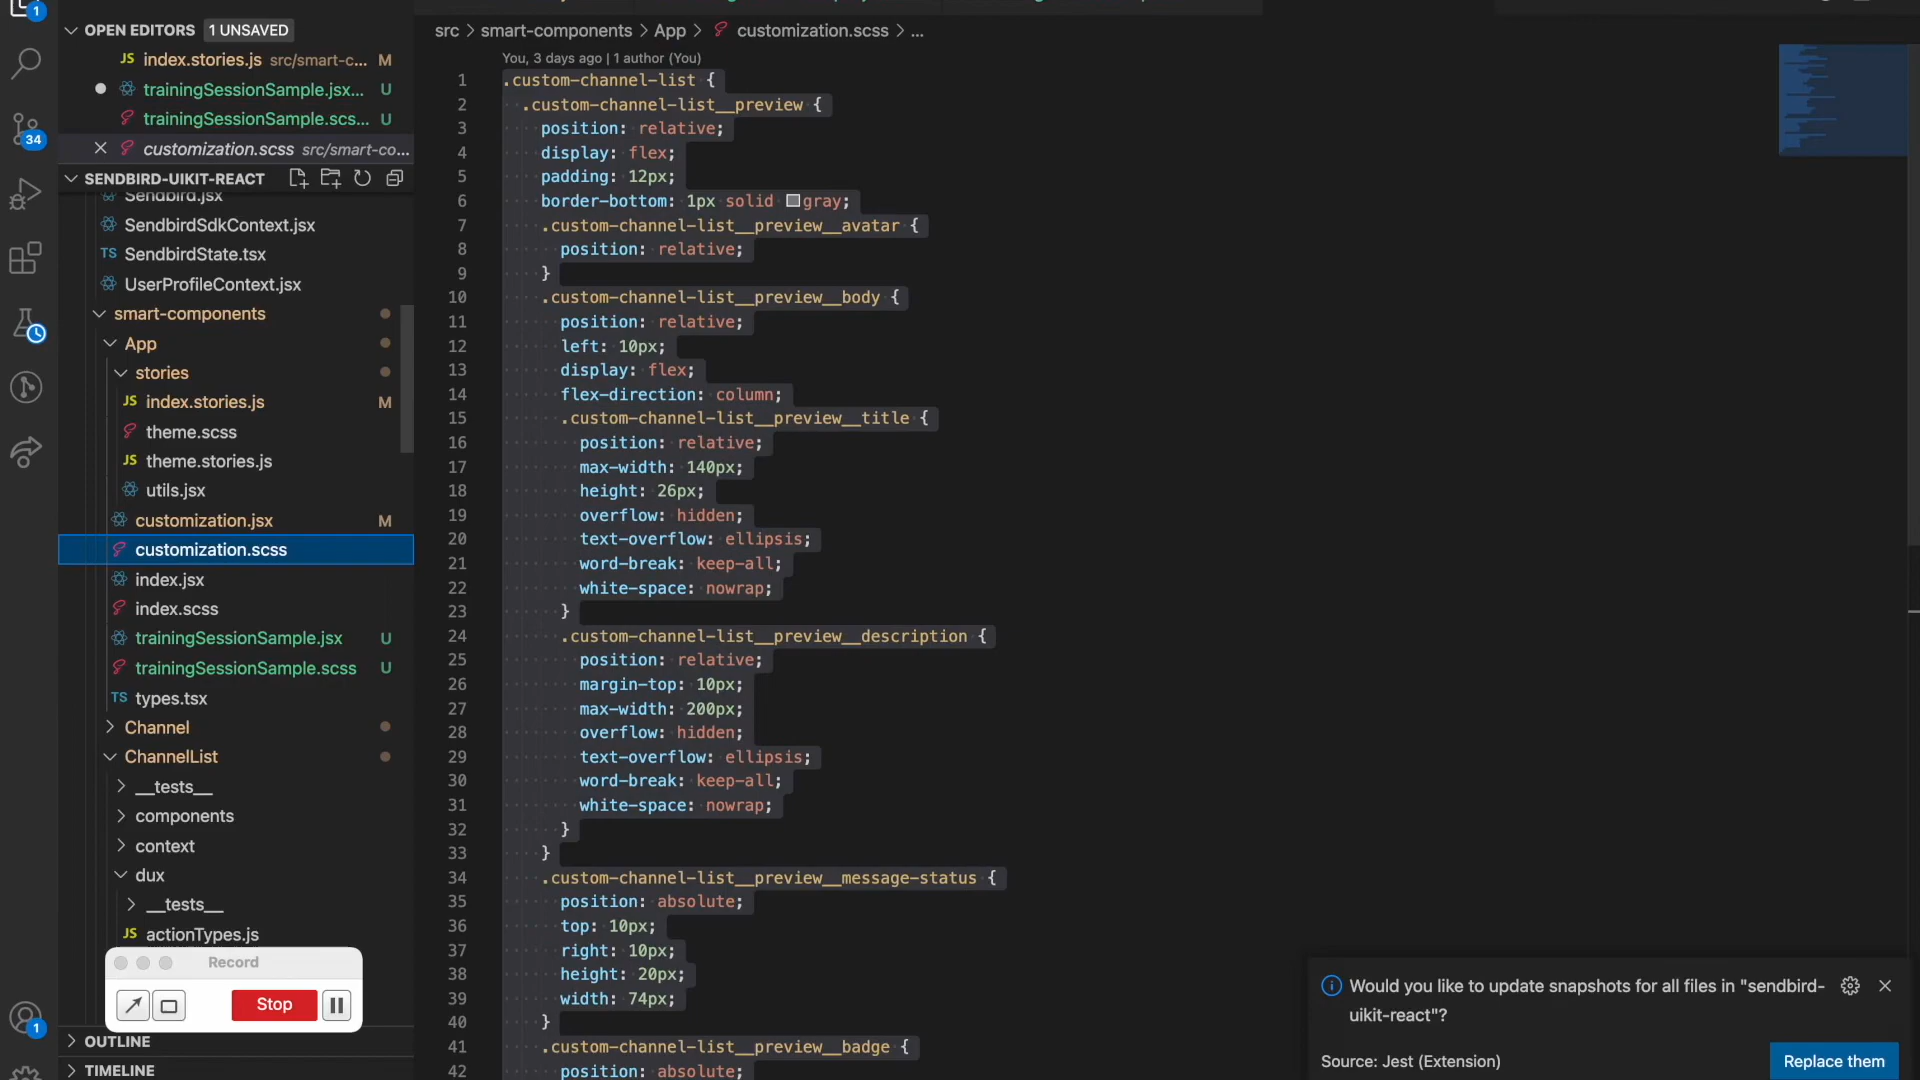 OPEN EDITORS 1 UNSAVED
JS index.stories.js src/smart-c... M
trainingSessionSample.jsx... U
trainingSessionSample.scs... U
customization.scss src/smart-co...
SENDBIRD-UIKIT-REACT
Sendbird.jsx
SendbirdSdkContext.jsx
TS SendbirdState.tsx
UserProfileContext.jsx
smart-components
App
stories
JS index.stories.js M
theme.scss
JS theme.stories.js
utils.jsx
customization.jsx M
customization.scss
index.jsx
index.scss
trainingSessionSample.jsx U
trainingSessionSample.scss U
TS types.tsx
Channel
ChannelList
__tests__
components
context
dux
__tests__
JS actionTypes.js
OUTLINE
TIMELINE
1
34
1
Record
Stop
src > smart-components > App > customization.scss > ...
You, 3 days ago | 1 author (You)
1 .custom-channel-list {
2 .custom-channel-list__preview {
3 position: relative;
4 display: flex;
5 padding: 12px;
6 border-bottom: 1px solid gray;
7 .custom-channel-list__preview__avatar {
8 position: relative;
9 }
10 .custom-channel-list__preview__body {
11 position: relative;
12 left: 10px;
13 display: flex;
14 flex-direction: column;
15 .custom-channel-list__preview__title {
16 position: relative;
17 max-width: 140px;
18 height: 26px;
19 overflow: hidden;
20 text-overflow: ellipsis;
21 word-break: keep-all;
22 white-space: nowrap;
23 }
24 .custom-channel-list__preview__description {
25 position: relative;
26 margin-top: 10px;
27 max-width: 200px;
28 overflow: hidden;
29 text-overflow: ellipsis;
30 word-break: keep-all;
31 white-space: nowrap;
32 }
33 }
34 .custom-channel-list__preview__message-status {
35 position: absolute;
36 top: 10px;
37 right: 10px;
38 height: 20px;
39 width: 74px;
40 }
41 .custom-channel-list__preview__badge {
42 position: absolute;
Would you like to update snapshots for all files in "sendbird-
uikit-react"?
Source: Jest (Extension)
Replace them